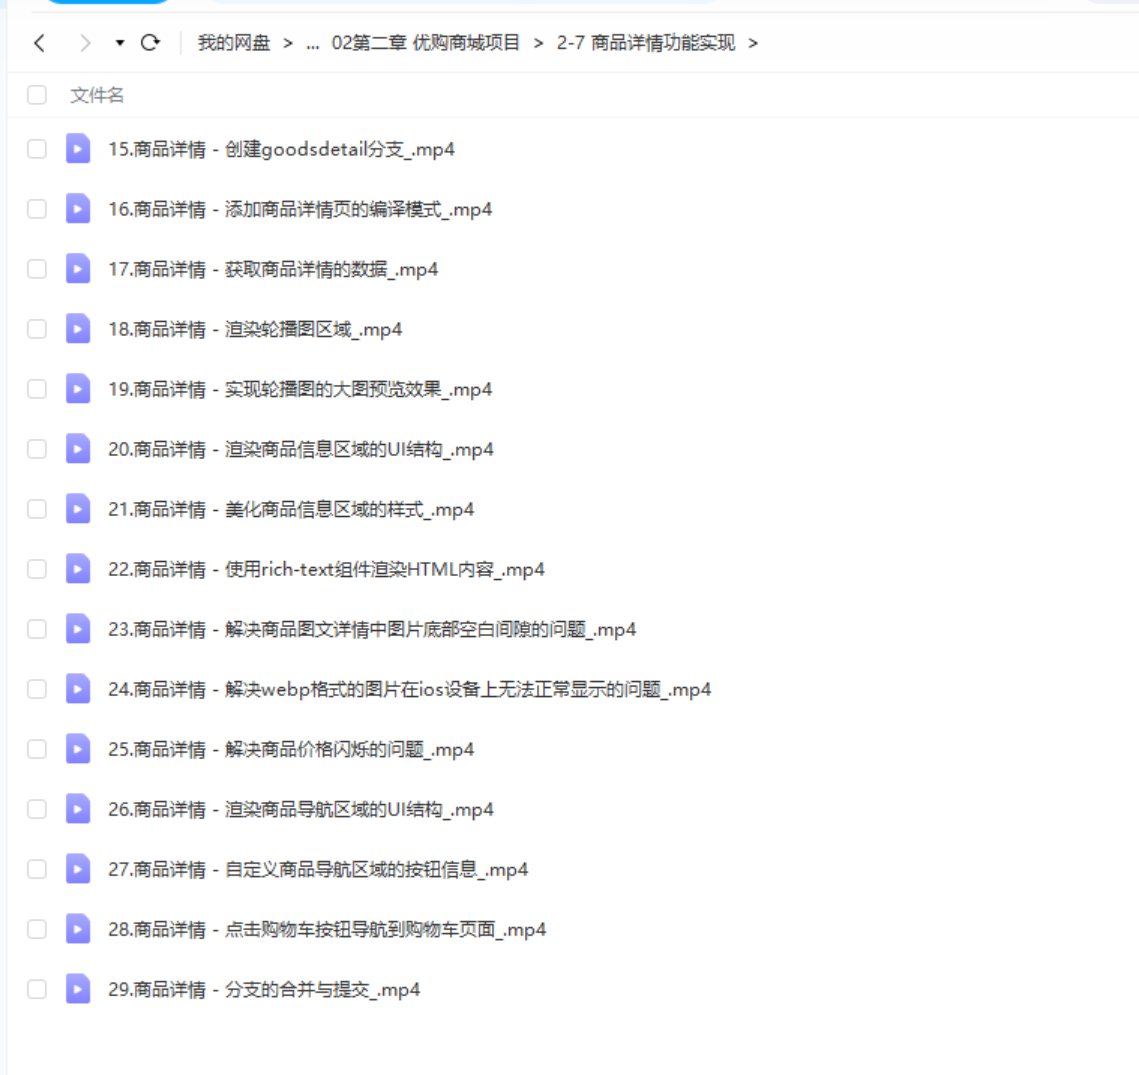 我的网盘 > ... 02第二章 优购商城项目 > 2-7 商品详情功能实现 >
文件名
15.商品详情 - 创建goodsdetail分支_.mp4
16.商品详情 - 添加商品详情页的编译模式_.mp4
17.商品详情 - 获取商品详情的数据_.mp4
18.商品详情 - 渲染轮播图区域_.mp4
19.商品详情 - 实现轮播图的大图预览效果_.mp4
20.商品详情 - 渲染商品信息区域的UI结构_.mp4
21.商品详情 - 美化商品信息区域的样式_.mp4
22.商品详情 - 使用rich-text组件渲染HTML内容_.mp4
23.商品详情 - 解决商品图文详情中图片底部空白间隙的问题_.mp4
24.商品详情 - 解决webp格式的图片在ios设备上无法正常显示的问题_.mp4
25.商品详情 - 解决商品价格闪烁的问题_.mp4
26.商品详情 - 渲染商品导航区域的UI结构_.mp4
27.商品详情 - 自定义商品导航区域的按钮信息_.mp4
28.商品详情 - 点击购物车按钮导航到购物车页面_.mp4
29.商品详情 - 分支的合并与提交_.mp4